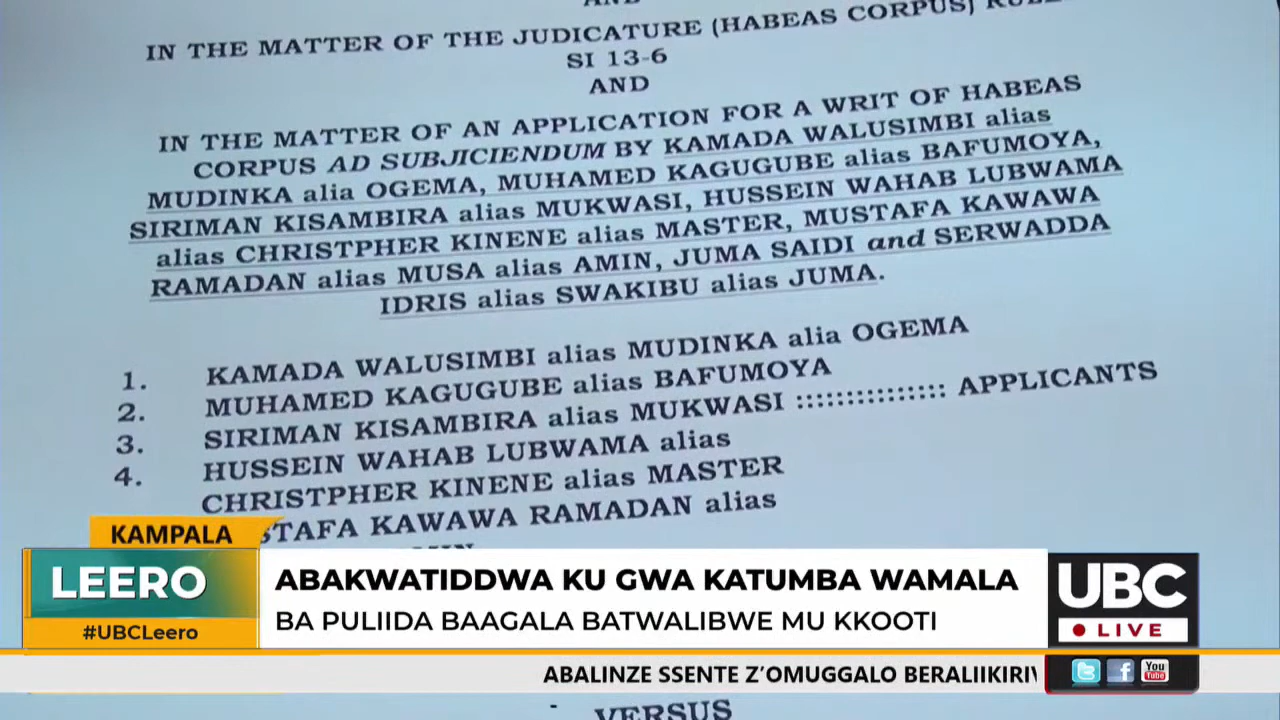 AND
IN THE MATTER OF THE JUDICATURE (HABEAS CORPUS)
SI 13-6
AND
IN THE MATTER OF AN APPLICATION FOR A WRIT OF HABEAS
CORPUS AD SUBJICIENDUM BY KAMADA WALUSIMBI alias
MUDINKA alia OGEMA, MUHAMED KAGUGUBE alias BAFUMOYA,
SIRIMAN KISAMBIRA alias MUKWASI, HUSSEIN WAHAB LUBWAMA
alias CHRISTPHER KINENE alias MASTER, MUSTAFA KAWAWA
RAMADAN alias MUSA alias AMIN, JUMA SAIDI and SERWADDA
IDRIS alias SWAKIBU alias JUMA.
1. KAMADA WALUSIMBI alias MUDINKA alia OGEMA
2. MUHAMED KAGUGUBE alias BAFUMOYA
3. SIRIMAN KISAMBIRA alias MUKWASI ::::::::::::::: APPLICANTS
4. HUSSEIN WAHAB LUBWAMA alias
CHRISTPHER KINENE alias MASTER
KAWAWA RAMADAN alias
KAMPALA
LEERO
#UBCLeero
ABAKWATIDDWA KU GWA KATUMBA WAMALA
BA PULIIDA BAAGALA BATWALIBWE MU KKOOTI
UBC
LIVE
ABALINZE SSENTE Z'OMUGGALO BERALIIKIRIV
You Tube
VERSUS